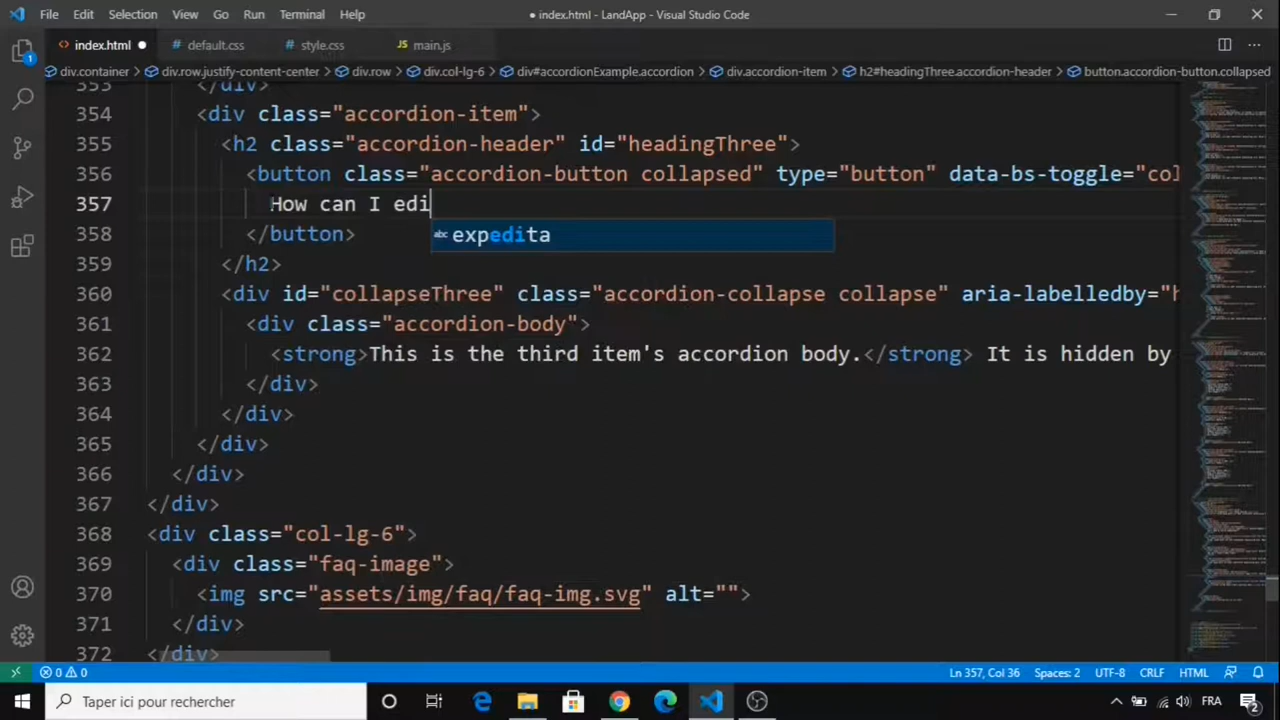 File Edit Selection View Go Run Terminal Help
● index.html - LandApp - Visual Studio Code
index.html ● # default.css # style.css JS main.js ...
div.container > div.row.justify-content-center > div.row > div.col-lg-6 > div#accordionExample.accordion > div.accordion-item > h2#headingThree.accordion-header > button.accordion-button.collapsed
353 </div>
354 <div class="accordion-item">
355 <h2 class="accordion-header" id="headingThree">
356 <button class="accordion-button collapsed" type="button" data-bs-toggle="col
357 How can I edi
abc expedita
358 </button>
359 </h2>
360 <div id="collapseThree" class="accordion-collapse collapse" aria-labelledby="h
361 <div class="accordion-body">
362 <strong>This is the third item's accordion body.</strong> It is hidden by
363 </div>
364 </div>
365 </div>
366 </div>
367 </div>
368 <div class="col-lg-6">
369 <div class="faq-image">
370 <img src="assets/img/faq/faq-img.svg" alt="">
371 </div>
372 </div>
1
0 0 Ln 357, Col 36 Spaces: 2 UTF-8 CRLF HTML
Taper ici pour rechercher
FRA
2